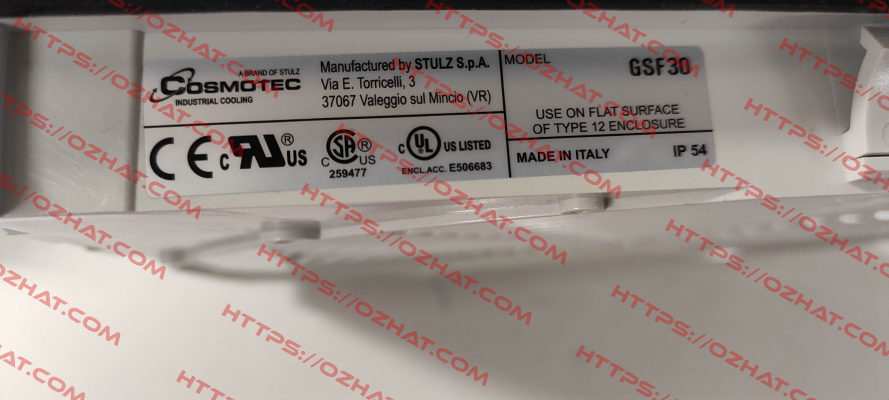 A BRAND OF STULZ
COSMOTEC
INDUSTRIAL COOLING
Manufactured by STULZ S.p.A.
Via E. Torricelli, 3
37067 Valeggio sul Mincio (VR)
MODEL
GSF30
USE ON FLAT SURFACE
OF TYPE 12 ENCLOSURE
MADE IN ITALY IP 54
CE
c RU ® US
c SA ® US
259477
c UL ® US LISTED
ENCL.ACC. E506683
HTTPS://OZHAT.COM